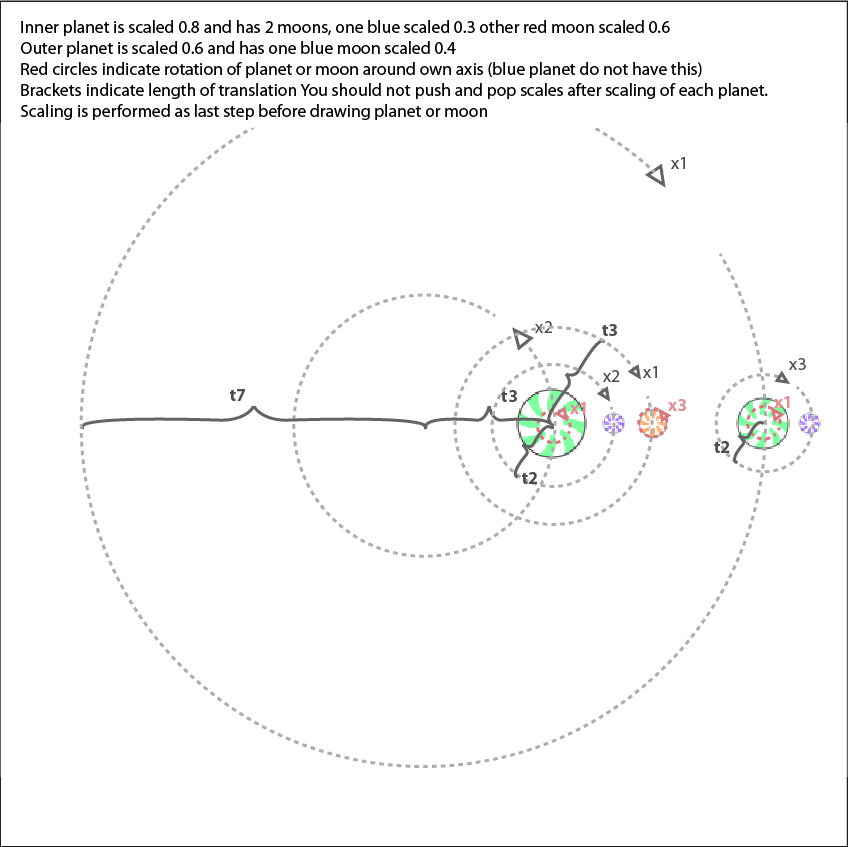 Inner planet is scaled 0.8 and has 2 moons, one blue scaled 0.3 other red moon scaled 0.6
Outer planet is scaled 0.6 and has one blue moon scaled 0.4
Red circles indicate rotation of planet or moon around own axis (blue planet do not have this)
Brackets indicate length of translation You should not push and pop scales after scaling of each planet.
Scaling is performed as last step before drawing planet or moon
x1
x2
t3
x3
x2
x1
t7
t3
x1
x3
x1
t2
t2